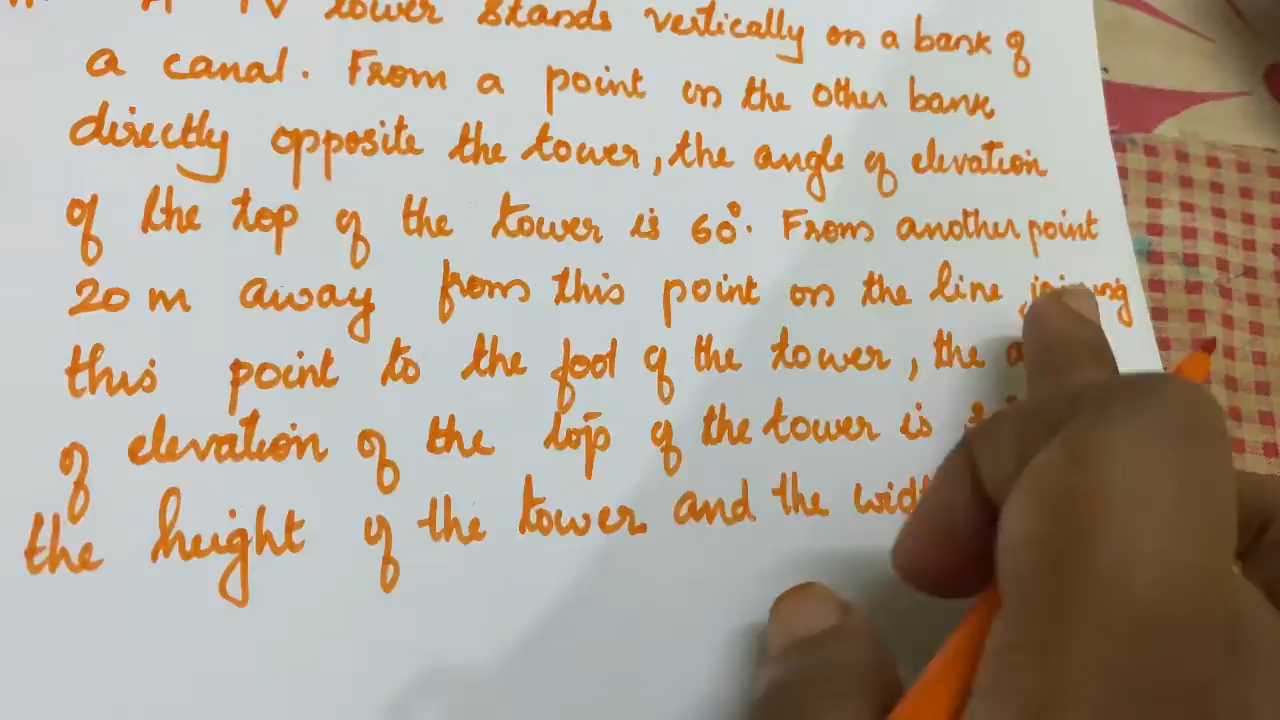 A TV tower stands vertically on a bank of
a canal. From a point on the other bank
directly opposite the tower, the angle of elevation
of the top of the tower is 60°. From another point
20 m away from this point on the line joining
this point to the foot of the tower, the
of elevation of the top of the tower is
the height of the tower and the